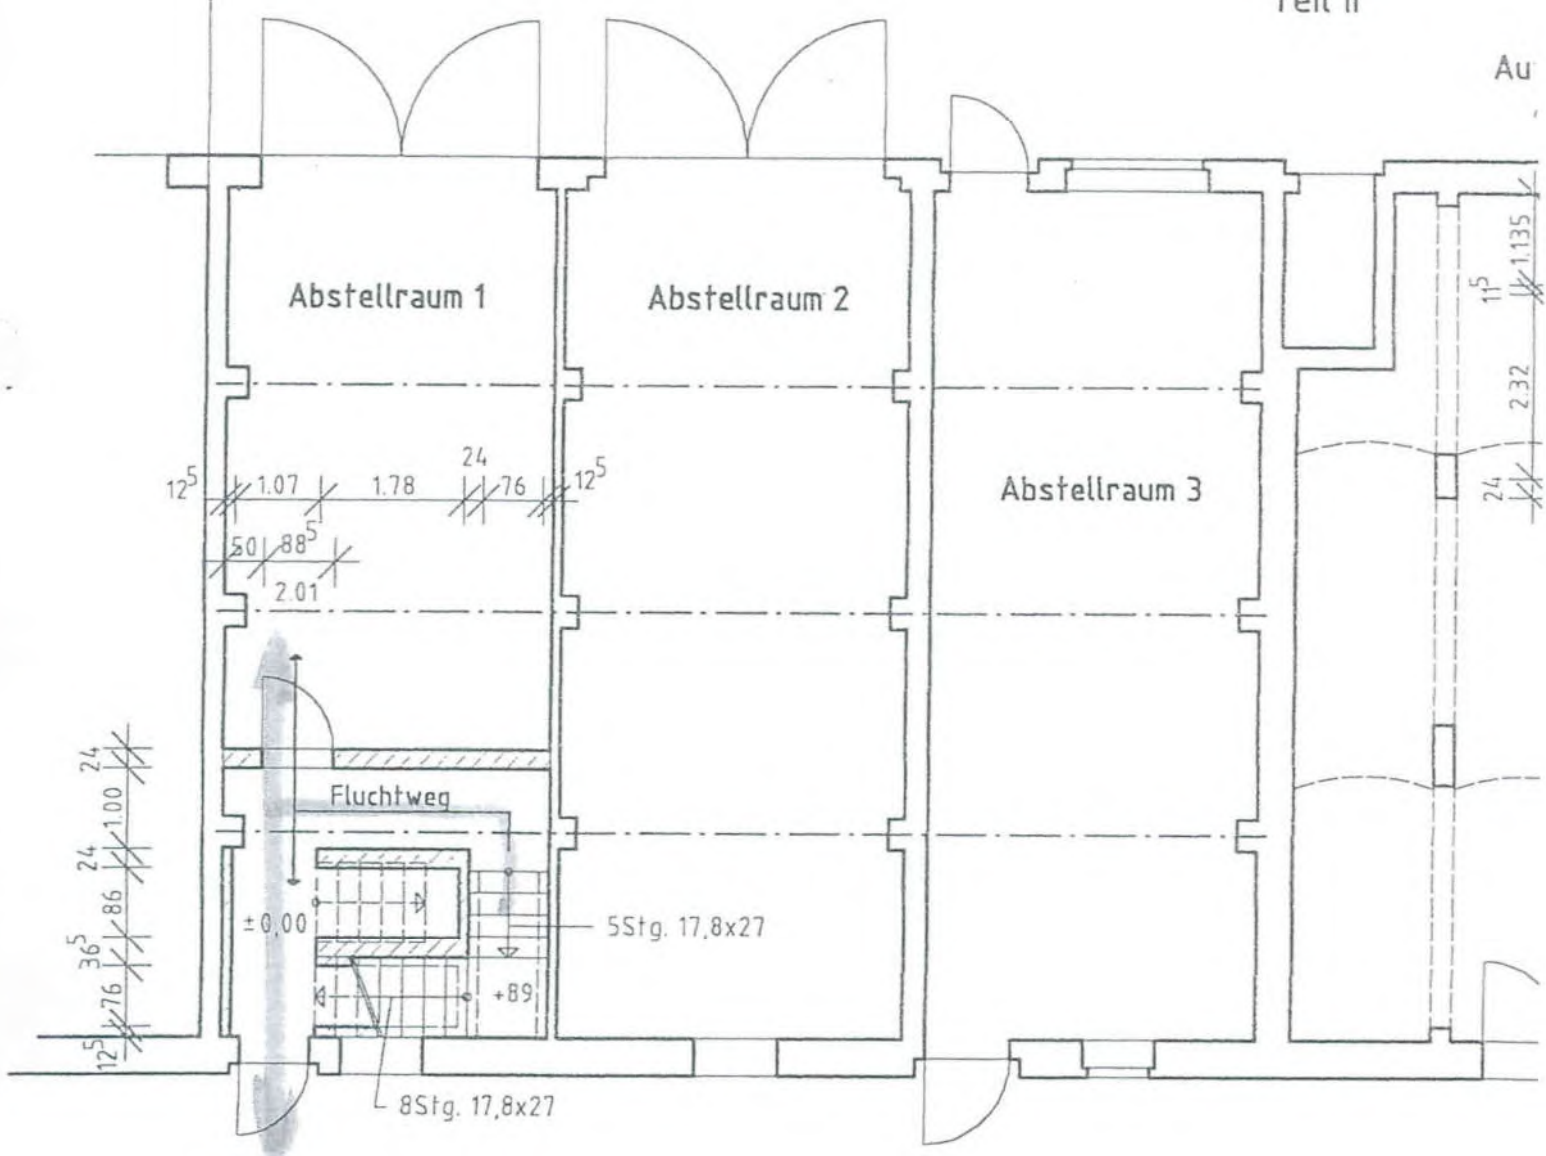 Teil II
Au
Abstellraum 1
Abstellraum 2
1.135
11⁵
2.32
24
24
12⁵ 1.07 1.78 76 12⁵
Abstellraum 3
50 88⁵
2.01
24
1.00
24
86
36⁵
76
12⁵
Fluchtweg
±0,00
5Stg. 17,8x27
+89
8Stg. 17,8x27